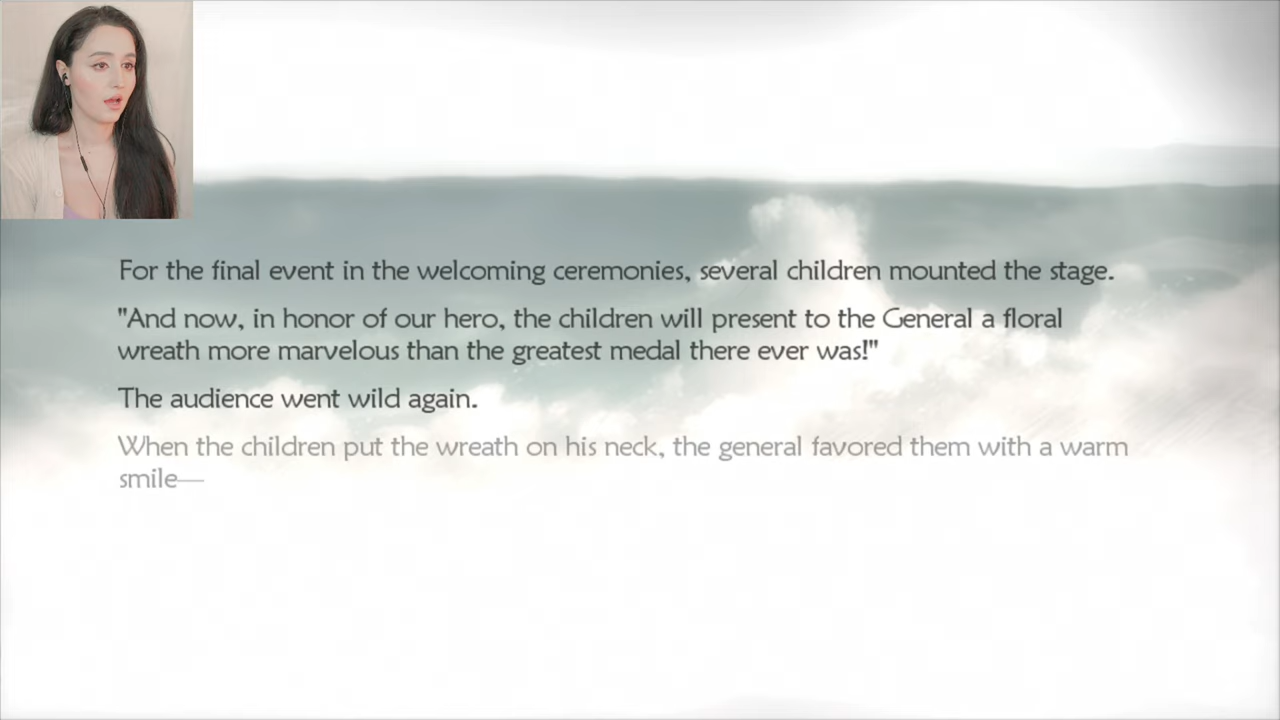 For the final event in the welcoming ceremonies, several children mounted the stage.
"And now, in honor of our hero, the children will present to the General a floral
wreath more marvelous than the greatest medal there ever was!"
The audience went wild again.
When the children put the wreath on his neck, the general favored them with a warm
smile—